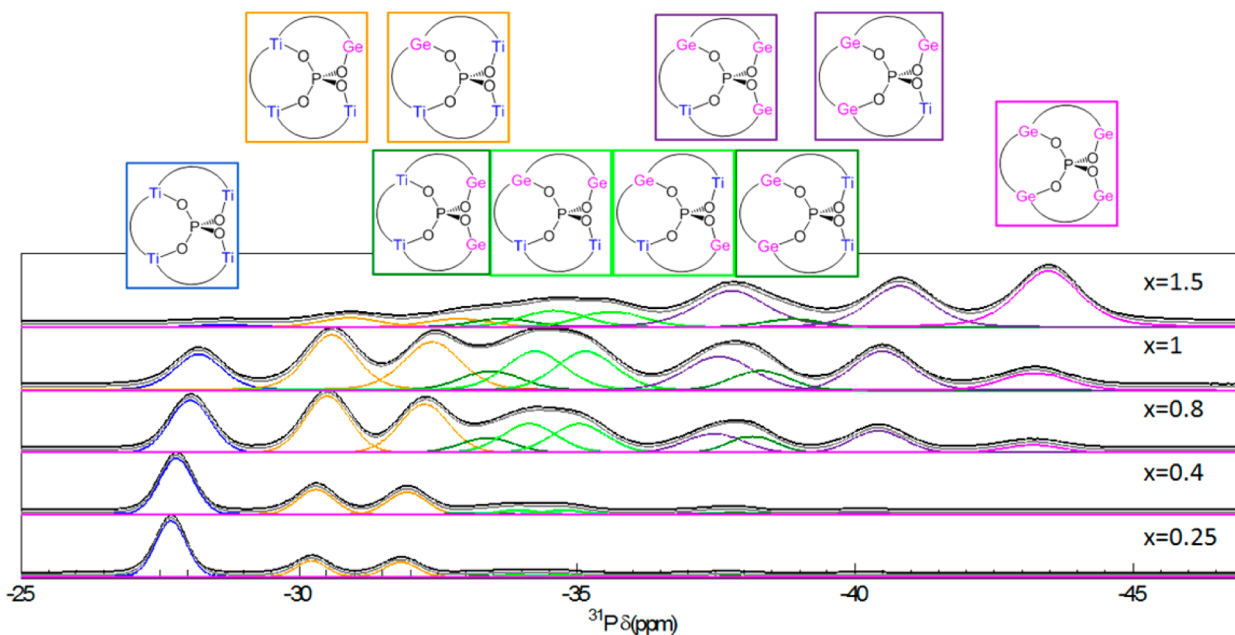 Ti Ge
O
P O
O
O
Ti Ti
Ge Ti
O
P O
O
O
Ti Ti
Ge Ge
O
P O
O
O
Ti Ge
Ge Ge
O
P O
O
O
Ge Ti
Ge Ge
O
P O
O
O
Ge Ge
Ti Ti
O
P O
O
O
Ti Ti
Ti Ge
O
P O
O
O
Ti Ge
Ge Ge
O
P O
O
O
Ti Ti
Ge Ti
O
P O
O
O
Ti Ge
Ge Ti
O
P O
O
O
Ge Ti
x=1.5
x=1
x=0.8
x=0.4
x=0.25
-25 -30 -35 -40 -45
³¹P δ(ppm)